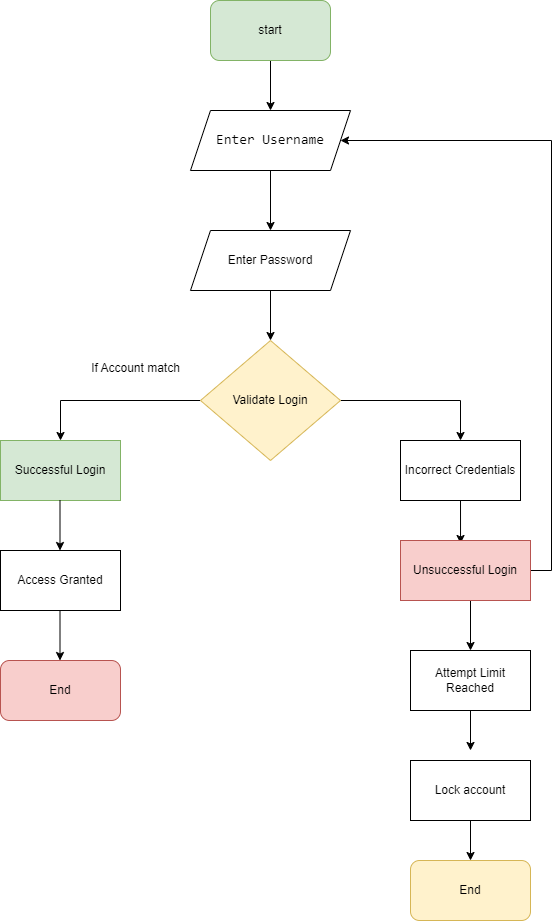 start
Enter Username
Enter Password
If Account match
Validate Login
Successful Login
Incorrect Credentials
Access Granted
Unsuccessful Login
End
Attempt Limit
Reached
Lock account
End